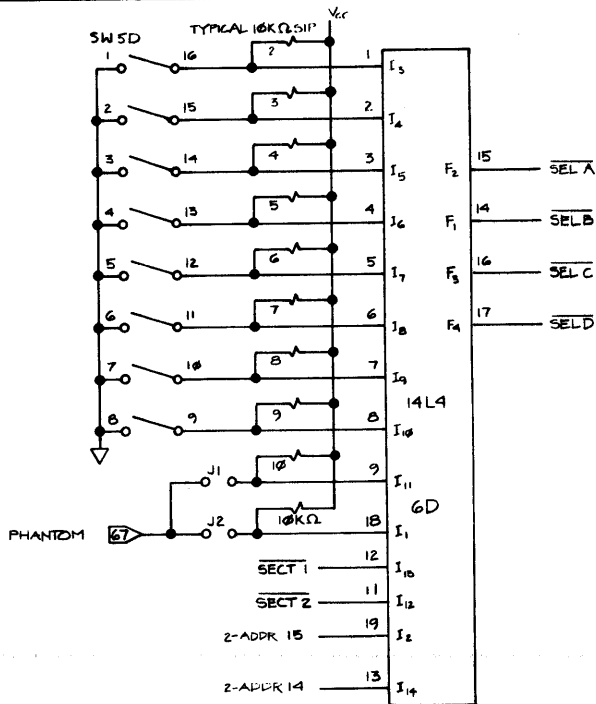 Vcc
TYPICAL 10KΩ SIP
SW5D
1 16 2 1 I3
2 15 3 2 I4
3 14 4 3 I5 F2 15 SEL A
4 13 5 4 I6 F1 14 SEL B
5 12 6 5 I7 F3 16 SEL C
6 11 7 6 I8 F4 17 SEL D
7 10 8 7 I9
14L4
8 9 9 8 I10
J1 10 9 I11
6D
PHANTOM 67 J2 10KΩ 18 I1
SECT 1 12 I13
SECT 2 11 I12
2-ADDR 15 19 I2
2-ADDR 14 13 I14